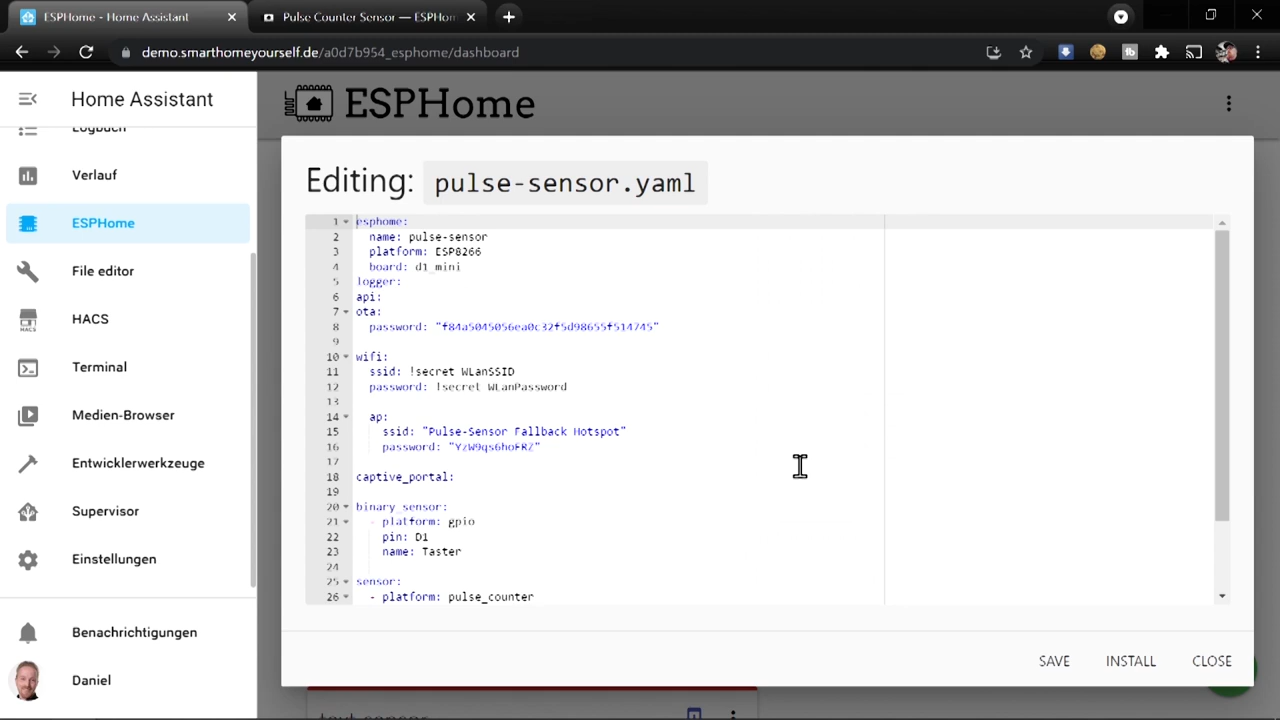 ESPHome - Home Assistant
Pulse Counter Sensor — ESPHom
demo.smarthomeyourself.de/a0d7b954_esphome/dashboard
Home Assistant
Logbuch
Verlauf
ESPHome
File editor
HACS
HACS
Terminal
Medien-Browser
Entwicklerwerkzeuge
Supervisor
Einstellungen
Benachrichtigungen
Daniel
ESPHome
Editing: pulse-sensor.yaml
1 esphome:
2 name: pulse-sensor
3 platform: ESP8266
4 board: d1_mini
5 logger:
6 api:
7 ota:
8 password: "f84a5045056ea0c32f5d98655f514745"
9
10 wifi:
11 ssid: !secret WLanSSID
12 password: !secret WLanPassword
13
14 ap:
15 ssid: "Pulse-Sensor Fallback Hotspot"
16 password: "YzW9qs6hoFRZ"
17
18 captive_portal:
19
20 binary_sensor:
21 - platform: gpio
22 pin: D1
23 name: Taster
24
25 sensor:
26 - platform: pulse_counter
SAVE
INSTALL
CLOSE